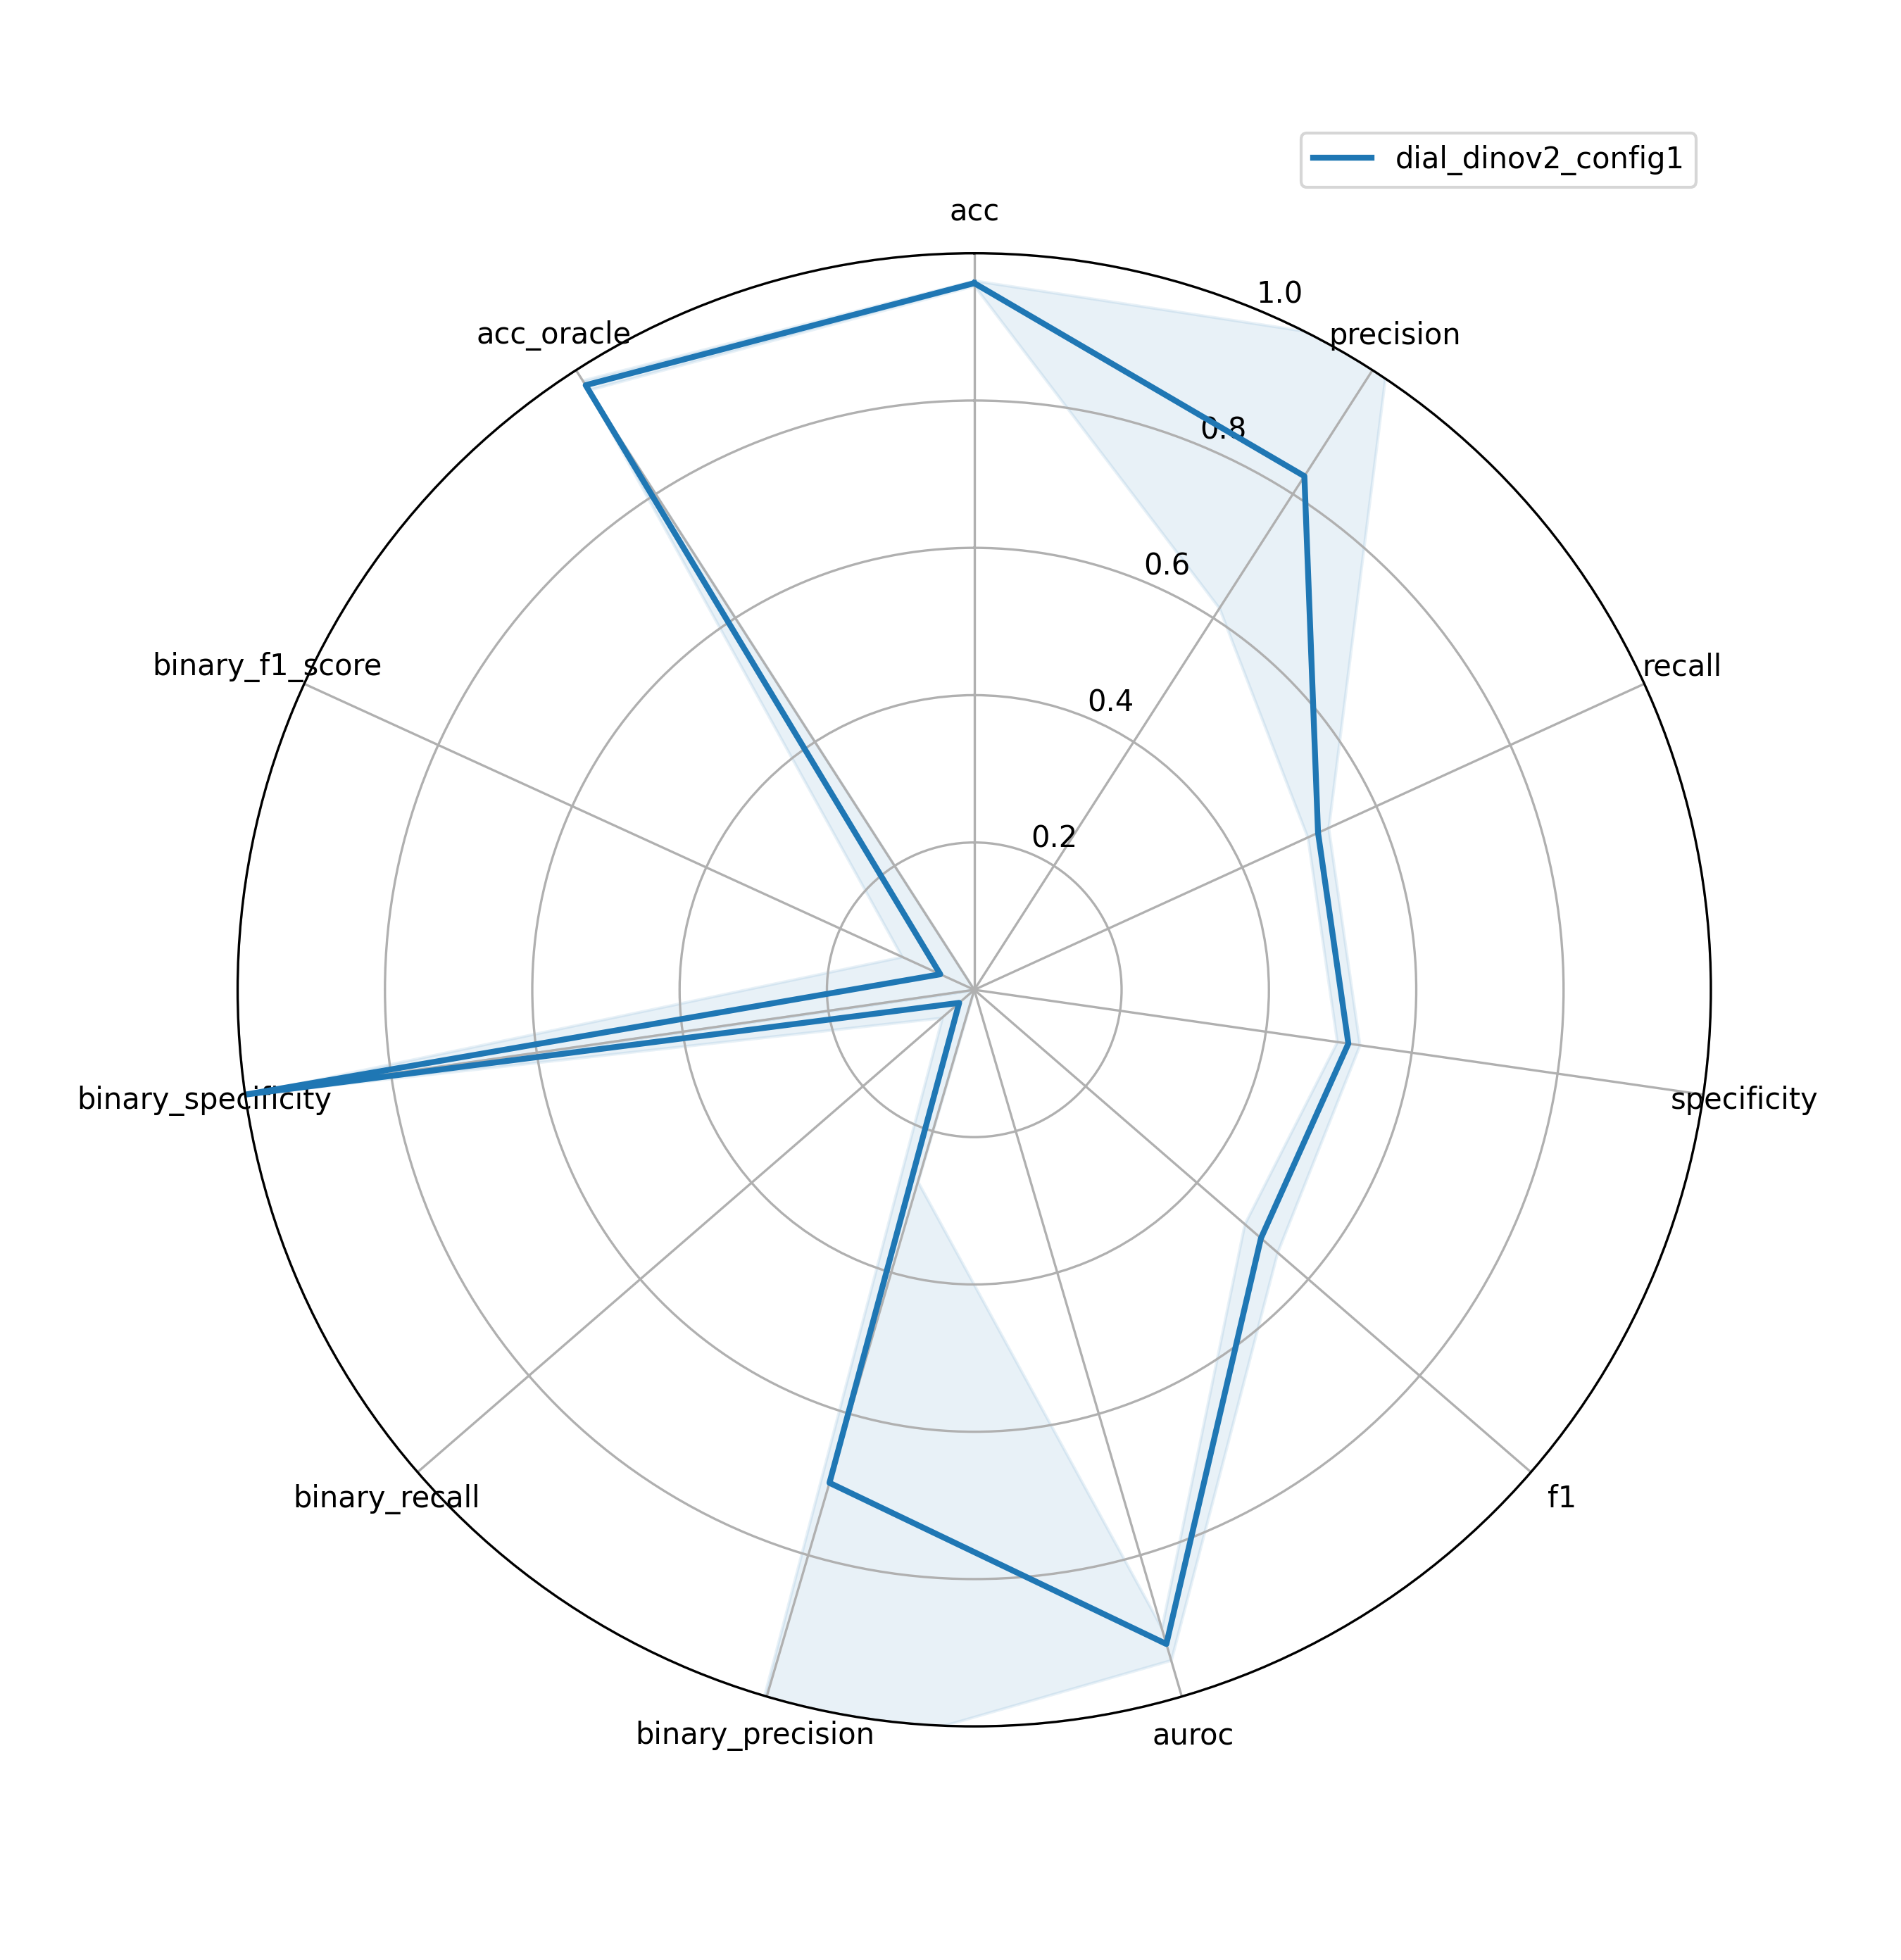 dial_dinov2_config1
acc
1.0
acc_oracle
precision
0.8
0.6
binary_f1_score
recall
0.4
0.2
binary_specificity
specificity
binary_recall
f1
binary_precision
auroc